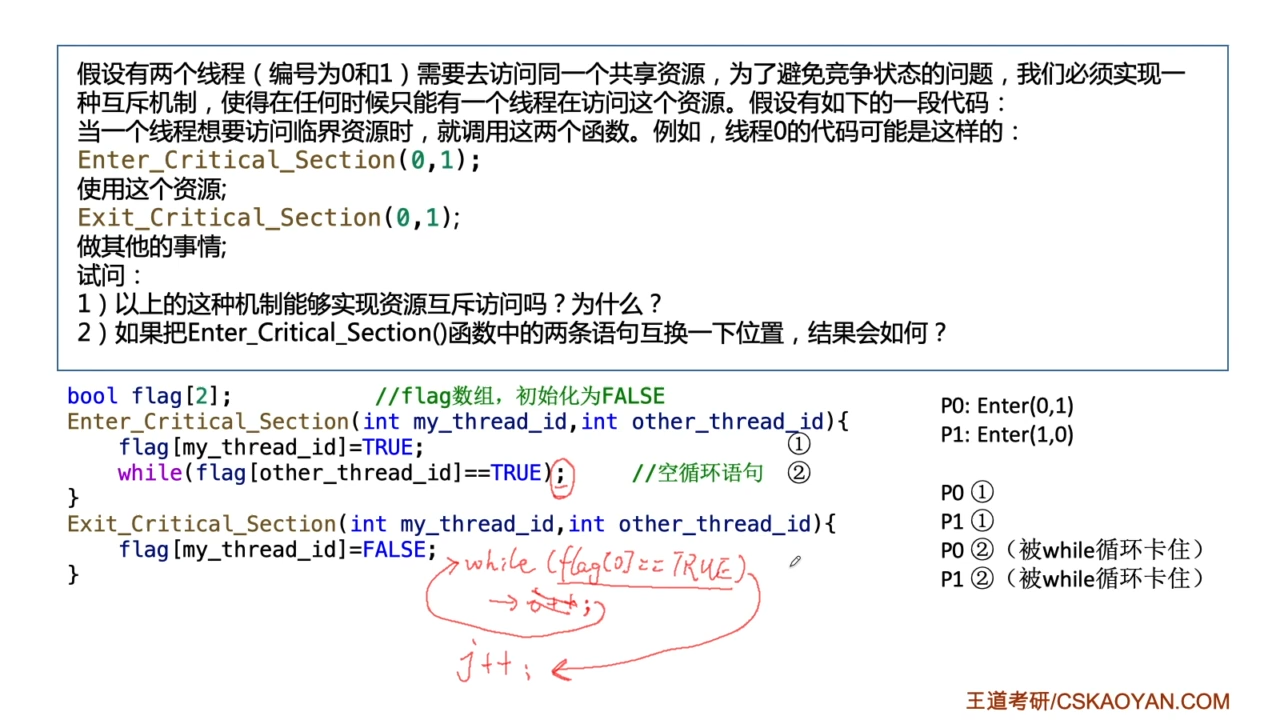 假设有两个线程（编号为0和1）需要去访问同一个共享资源，为了避免竞争状态的问题，我们必须实现一
种互斥机制，使得在任何时候只能有一个线程在访问这个资源。假设有如下的一段代码：
当一个线程想要访问临界资源时，就调用这两个函数。例如，线程0的代码可能是这样的：
Enter_Critical_Section(0,1);
使用这个资源;
Exit_Critical_Section(0,1);
做其他的事情;
试问：
1）以上的这种机制能够实现资源互斥访问吗？为什么？
2）如果把Enter_Critical_Section()函数中的两条语句互换一下位置，结果会如何？
bool flag[2]; //flag数组，初始化为FALSE
Enter_Critical_Section(int my_thread_id,int other_thread_id){
flag[my_thread_id]=TRUE; ①
while(flag[other_thread_id]==TRUE); //空循环语句 ②
}
Exit_Critical_Section(int my_thread_id,int other_thread_id){
flag[my_thread_id]=FALSE;
}
while (flag[0]==TRUE)
;
j++;
P0: Enter(0,1)
P1: Enter(1,0)
P0 ①
P1 ①
P0 ②（被while循环卡住）
P1 ②（被while循环卡住）
王道考研/CSKAOYAN.COM